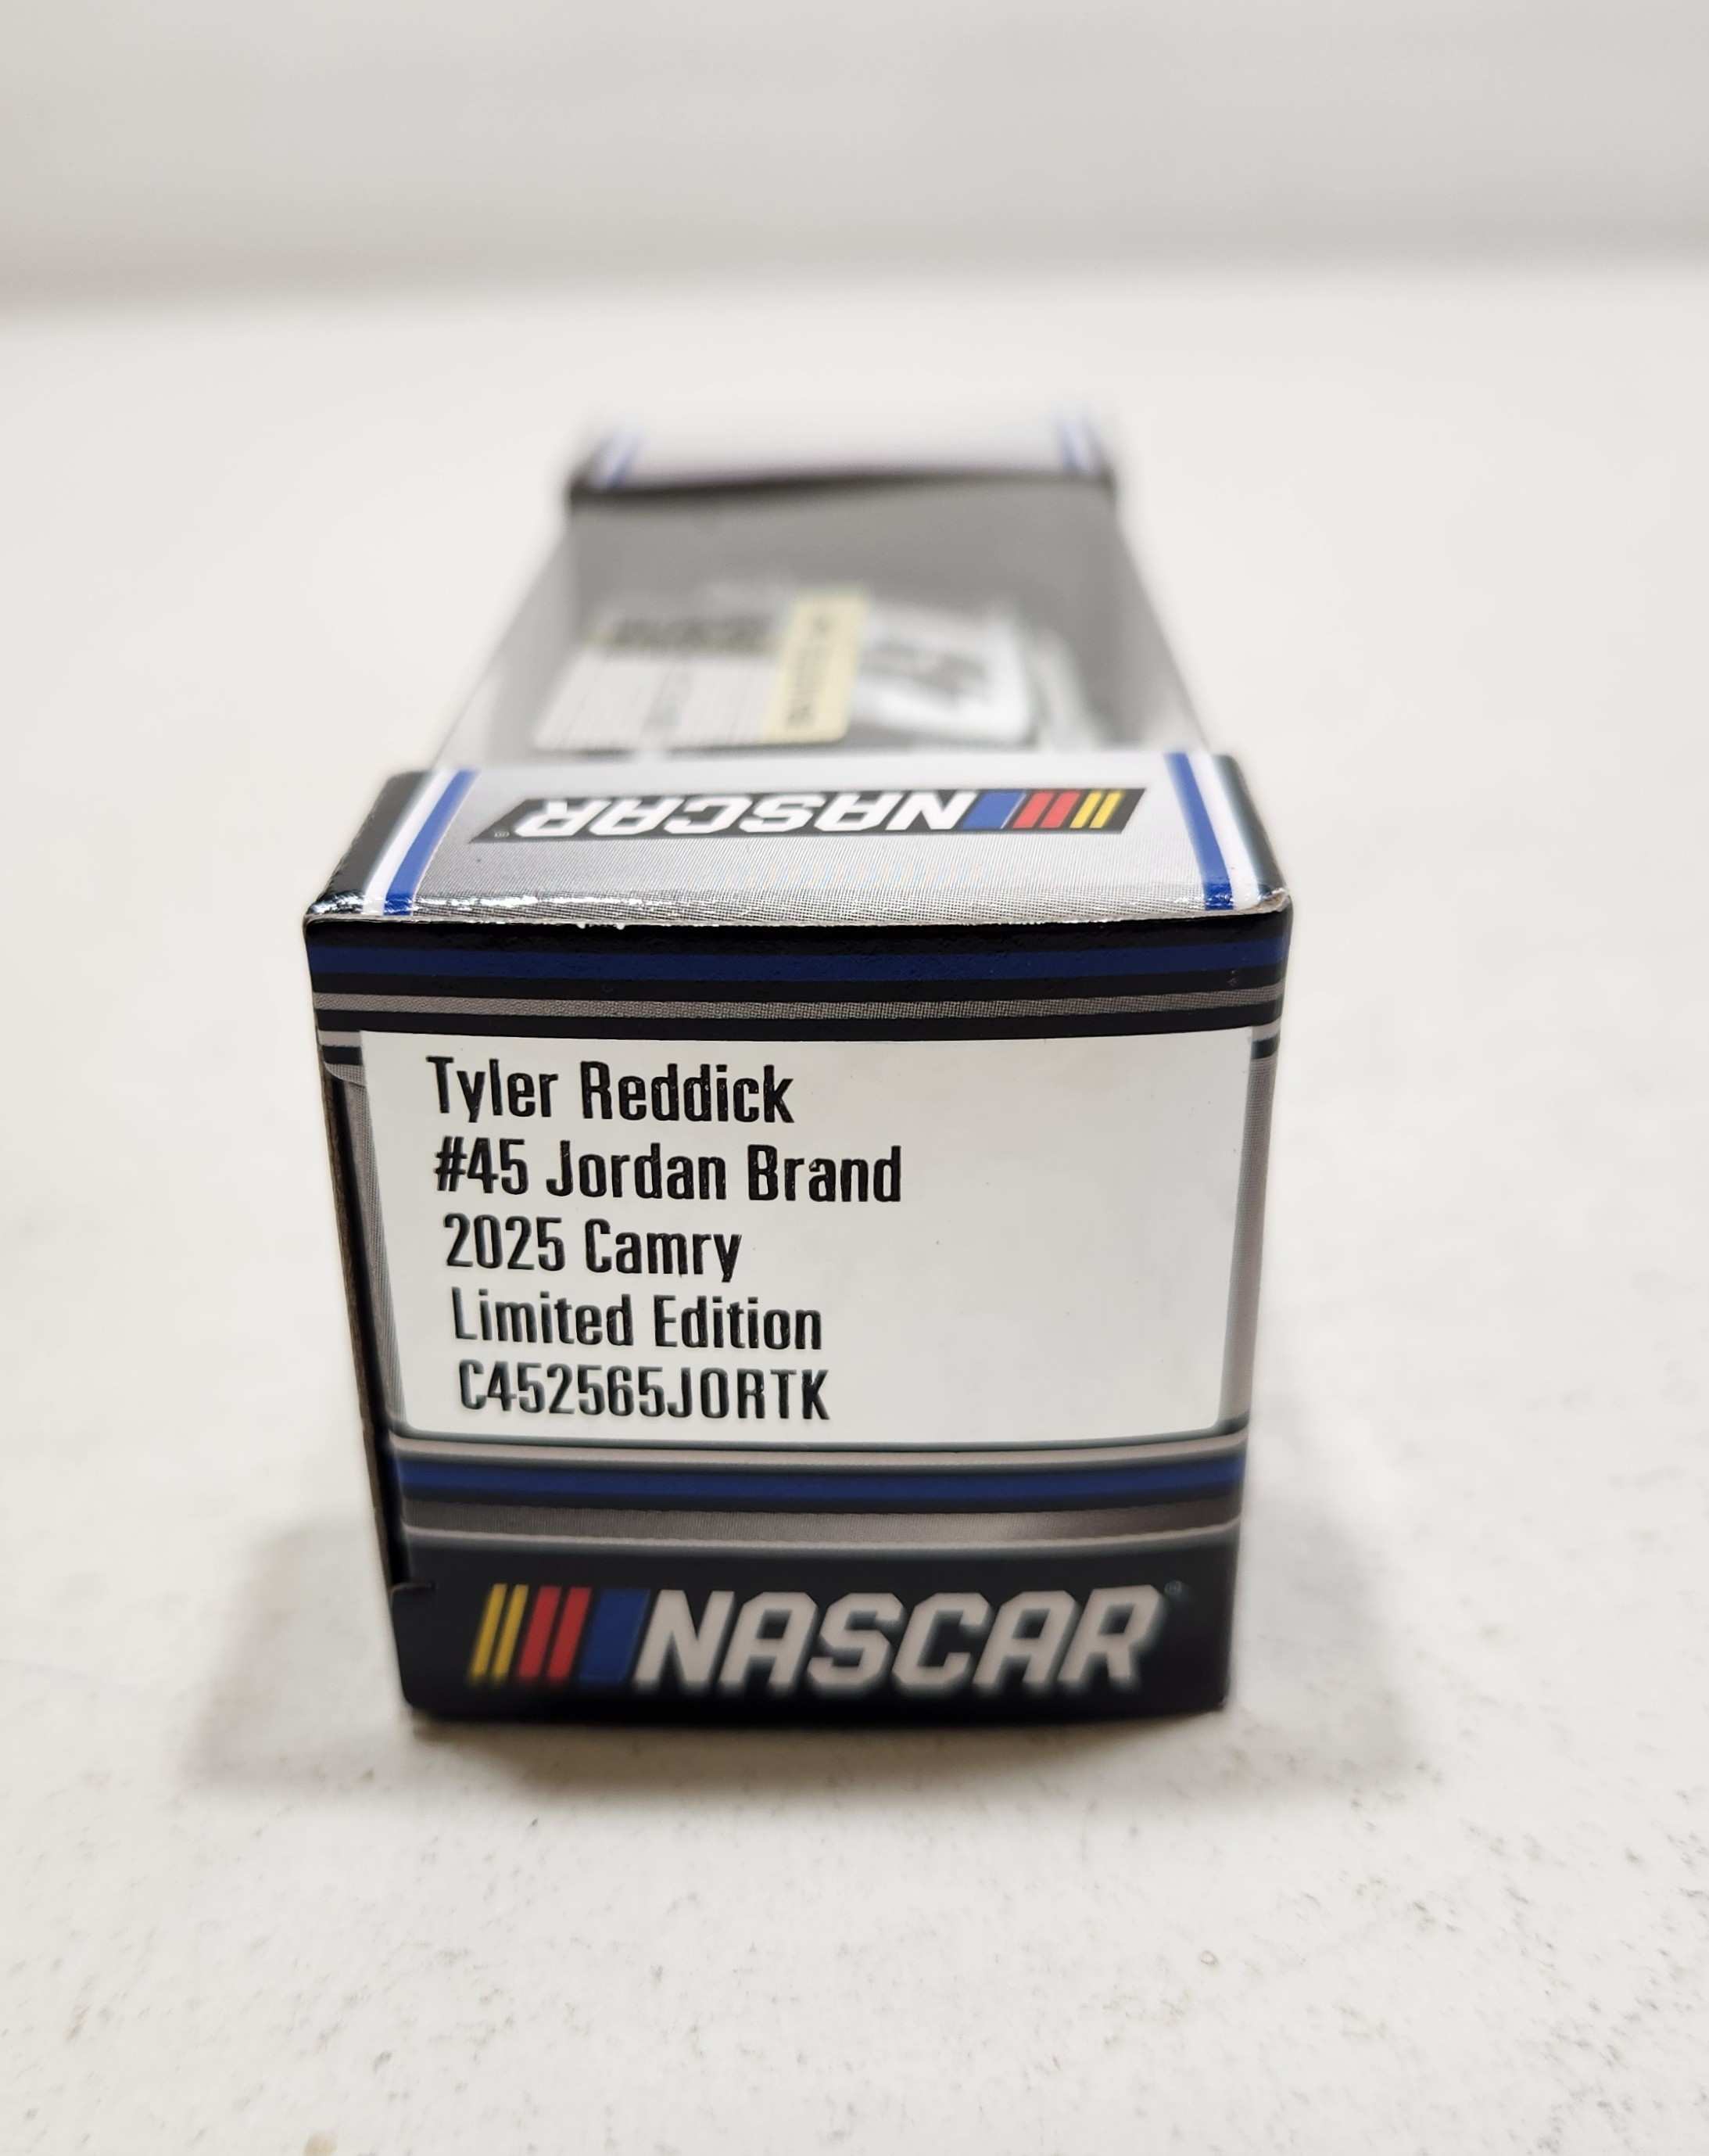 NASCAR
Tyler Reddick
#45 Jordan Brand
2025 Camry
Limited Edition
C452565JORTK
NASCAR